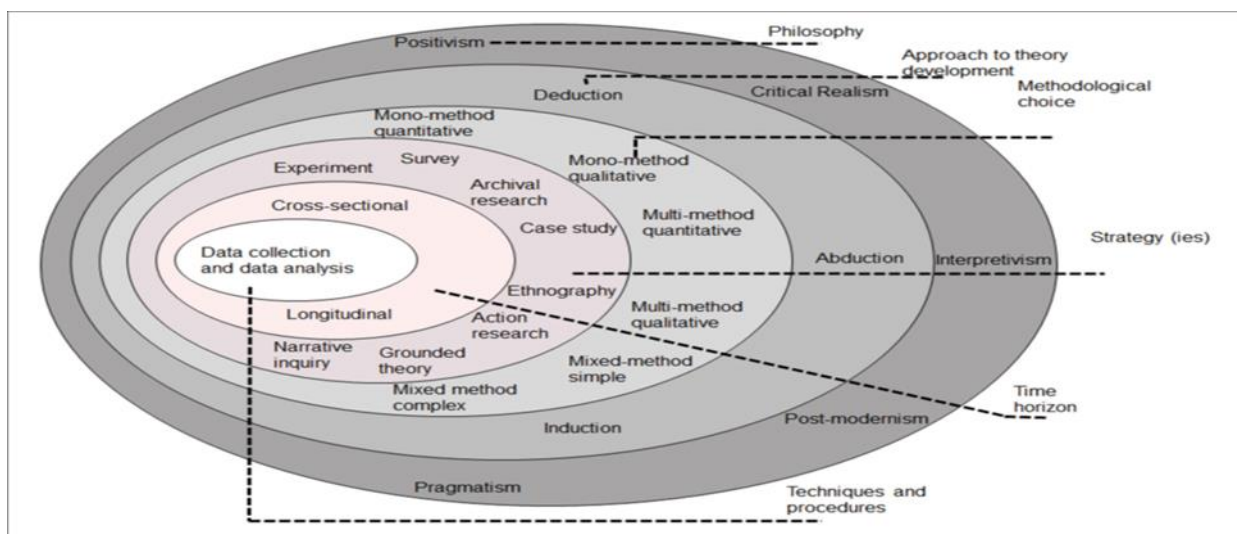 Positivism
Philosophy
Approach to theory
development
Deduction
Critical Realism
Methodological
choice
Mono-method
quantitative
Survey
Experiment
Mono-method
qualitative
Archival
research
Cross-sectional
Case study
Multi-method
quantitative
Strategy (ies)
Data collection
and data analysis
Abduction
Interpretivism
Ethnography
Longitudinal
Action
research
Multi-method
qualitative
Narrative
inquiry
Grounded
theory
Mixed-method
simple
Mixed method
complex
Time
horizon
Induction
Post-modernism
Pragmatism
Techniques and
procedures